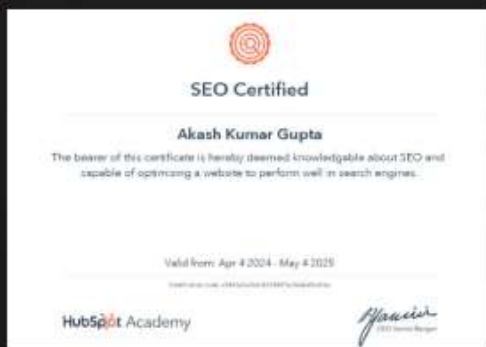 SEO Certified
Akash Kumar Gupta
The bearer of this certificate is hereby deemed knowledgable about SEO and
capable of optimizing a website to perform well in search engines.
Valid from: Apr 4 2024 - May 4 2025
HubSpot Academy